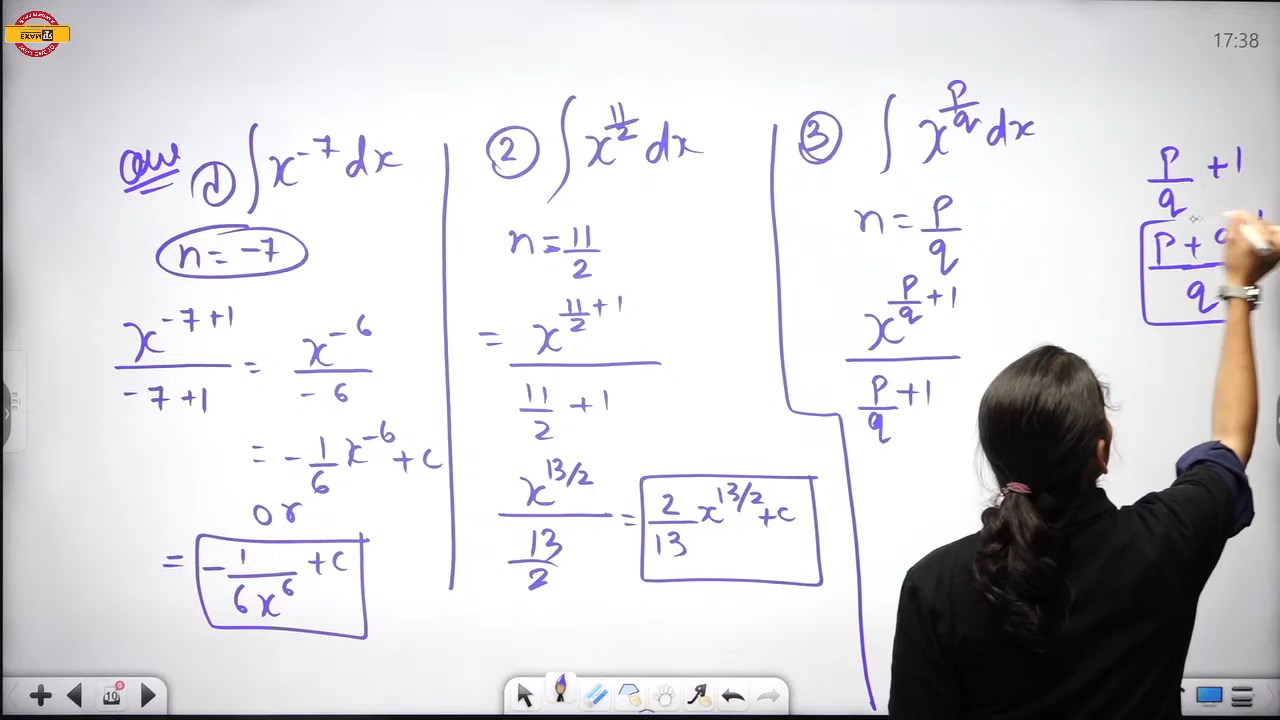 17:38
Ques ① ∫ x^{-7} dx
n = -7
x^{-7+1} / -7+1 = x^{-6} / -6
= -1/6 x^{-6} + c
or
= -1/6x^6 + c
② ∫ x^{11/2} dx
n = 11/2
= x^{11/2+1} / 11/2 + 1
x^{13/2} / 13/2 = 2/13 x^{13/2} + c
③ ∫ x^{p/q} dx
n = p/q
x^{p/q+1} / p/q + 1
p/q + 1
p + q / q
10